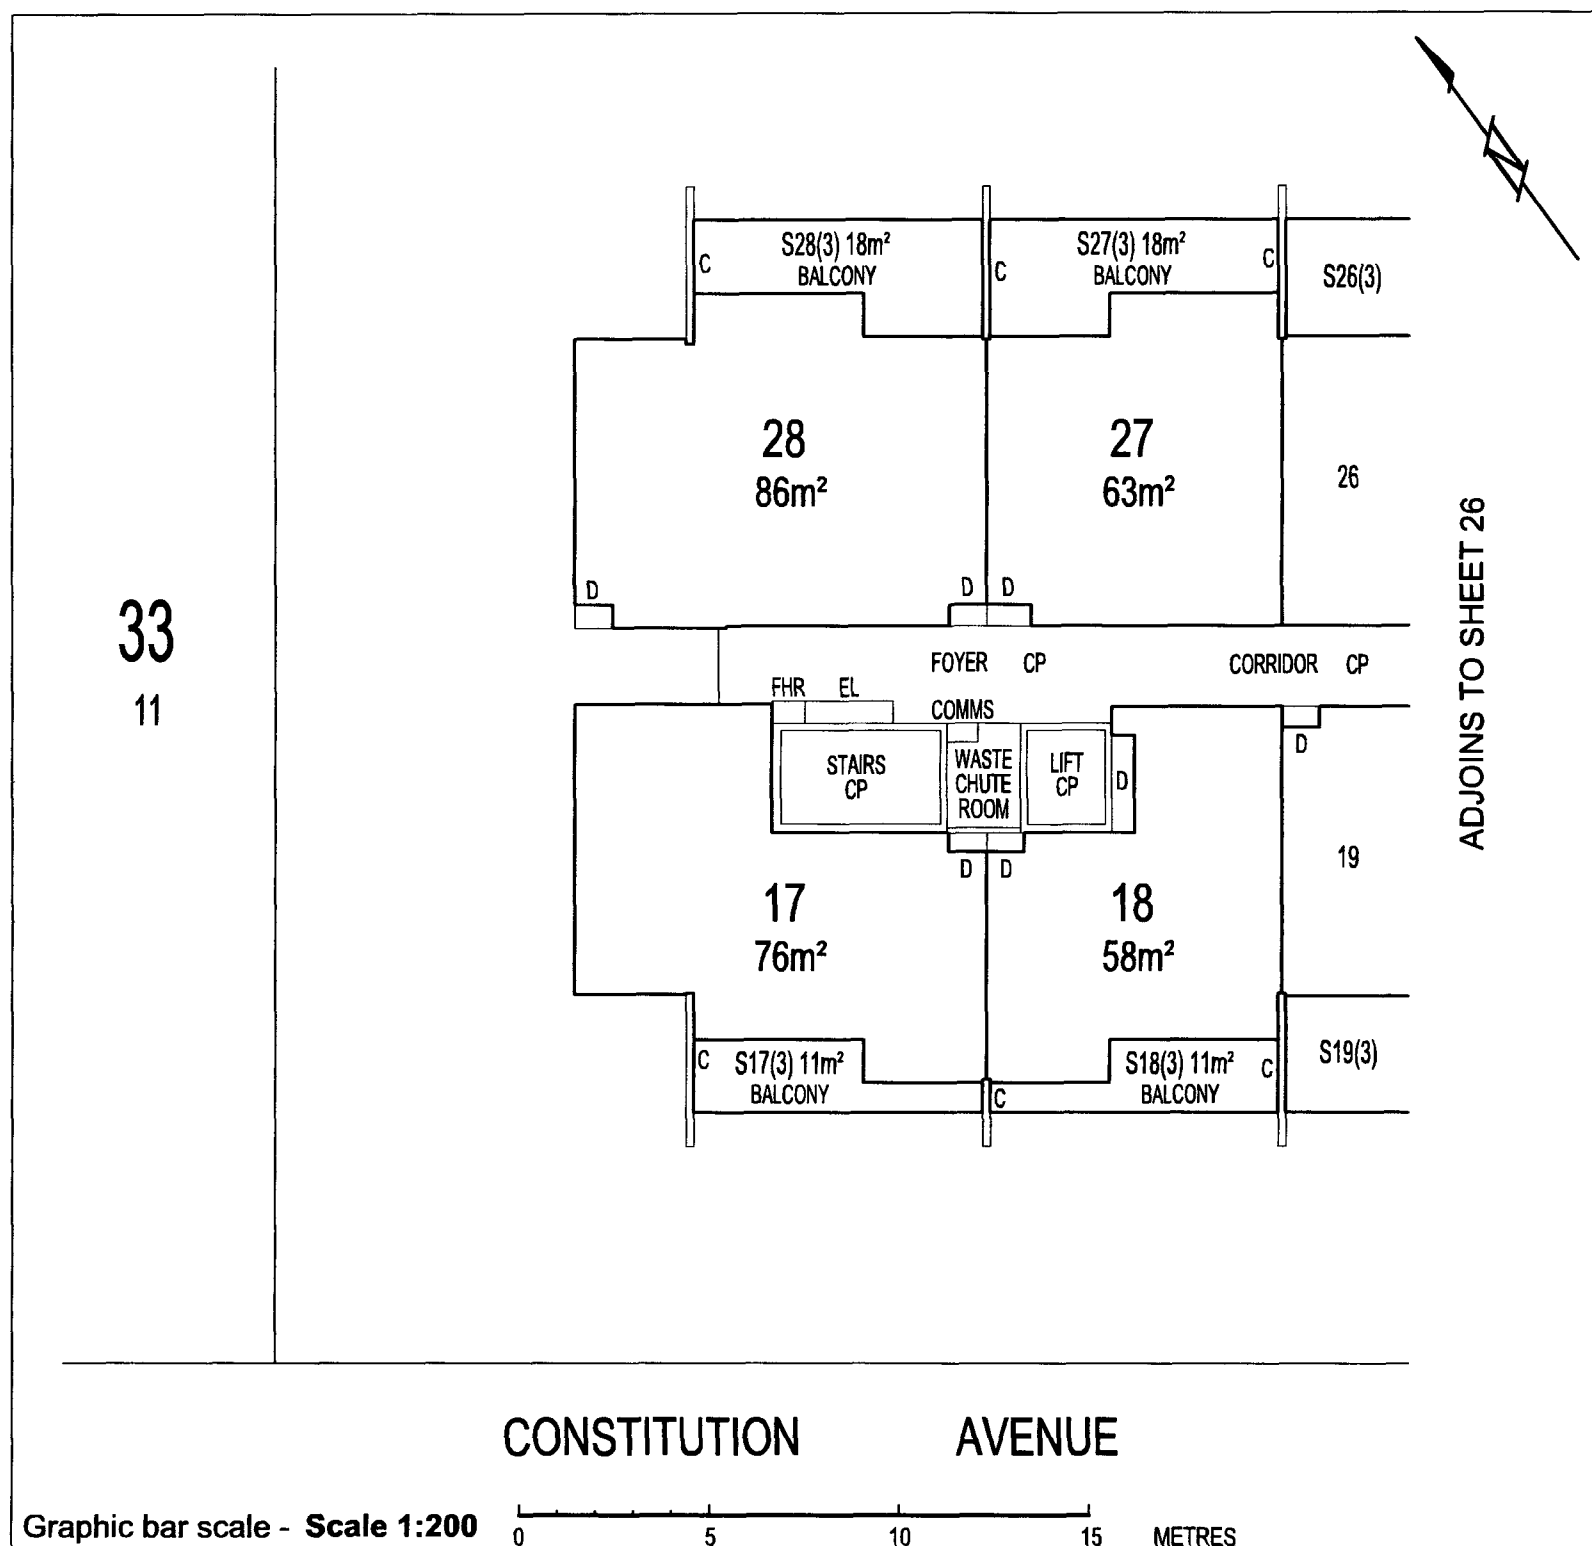 S28(3) 18m²
BALCONY
C
S27(3) 18m²
BALCONY
C
C
S26(3)
28
86m²
27
63m²
26
D
D
D
33
11
ADJOINS TO SHEET 26
FOYER CP
CORRIDOR CP
FHR EL
COMMS
STAIRS
CP
WASTE
CHUTE
ROOM
LIFT
CP
D
D
D
D
17
76m²
18
58m²
19
C
S17(3) 11m²
BALCONY
C
S18(3) 11m²
BALCONY
C
S19(3)
CONSTITUTION AVENUE
Graphic bar scale - Scale 1:200
0 5 10 15 METRES